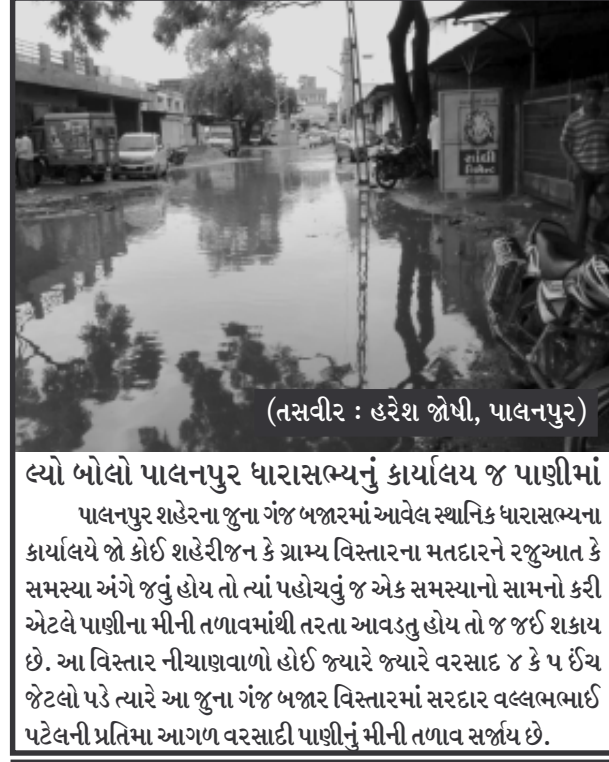 સાંઘી
સિમેન્ટ
(તસવીર : હરેશ જોષી, પાલનપુર)
લ્યો બોલો પાલનપુર ધારાસભ્યનું કાર્યાલય જ પાણીમાં
પાલનપુર શહેરના જુના ગંજ બજારમાં આવેલ સ્થાનિક ધારાસભ્યના
કાર્યાલયે જો કોઈ શહેરીજન કે ગ્રામ્ય વિસ્તારના મતદારને રજુઆત કે
સમસ્યા અંગે જવું હોય તો ત્યાં પહોચવું જ એક સમસ્યાનો સામનો કરી
એટલે પાણીના મીની તળાવમાંથી તરતા આવડતુ હોય તો જ જઈ શકાય
છે. આ વિસ્તાર નીચાણવાળો હોઈ જ્યારે જ્યારે વરસાદ ૪ કે ૫ ઈંચ
જેટલો પડે ત્યારે આ જુના ગંજ બજાર વિસ્તારમાં સરદાર વલ્લભભાઈ
પટેલની પ્રતિમા આગળ વરસાદી પાણીનું મીની તળાવ સર્જાય છે.